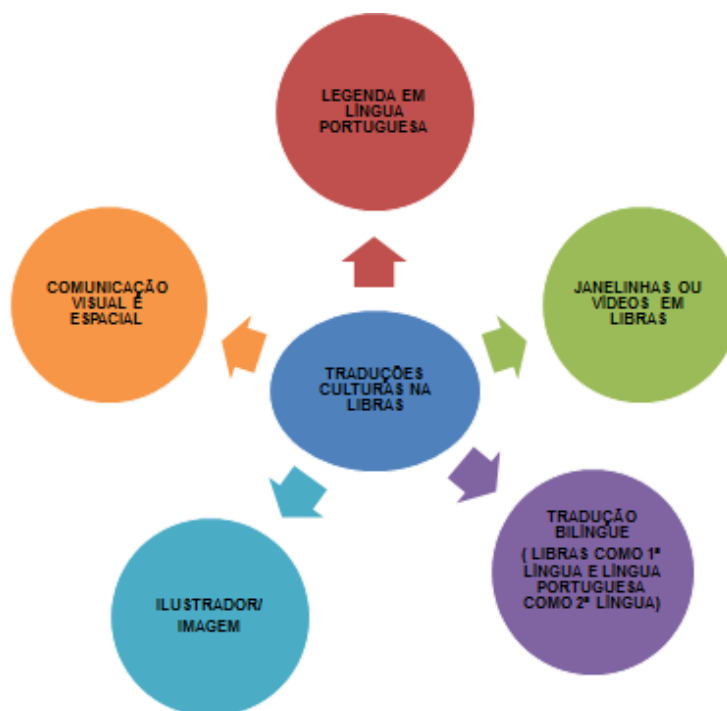 LEGENDA EM
LÍNGUA
PORTUGUESA
COMUNICAÇÃO
VISUAL E
ESPACIAL
JANELINHAS OU
VÍDEOS EM
LIBRAS
TRADUÇÕES
CULTURAS NA
LIBRAS
TRADUÇÃO
BILÍNGUE
( LIBRAS COMO 1ª
LÍNGUA E LÍNGUA
PORTUGUESA
COMO 2ª LÍNGUA)
ILUSTRADOR/
IMAGEM